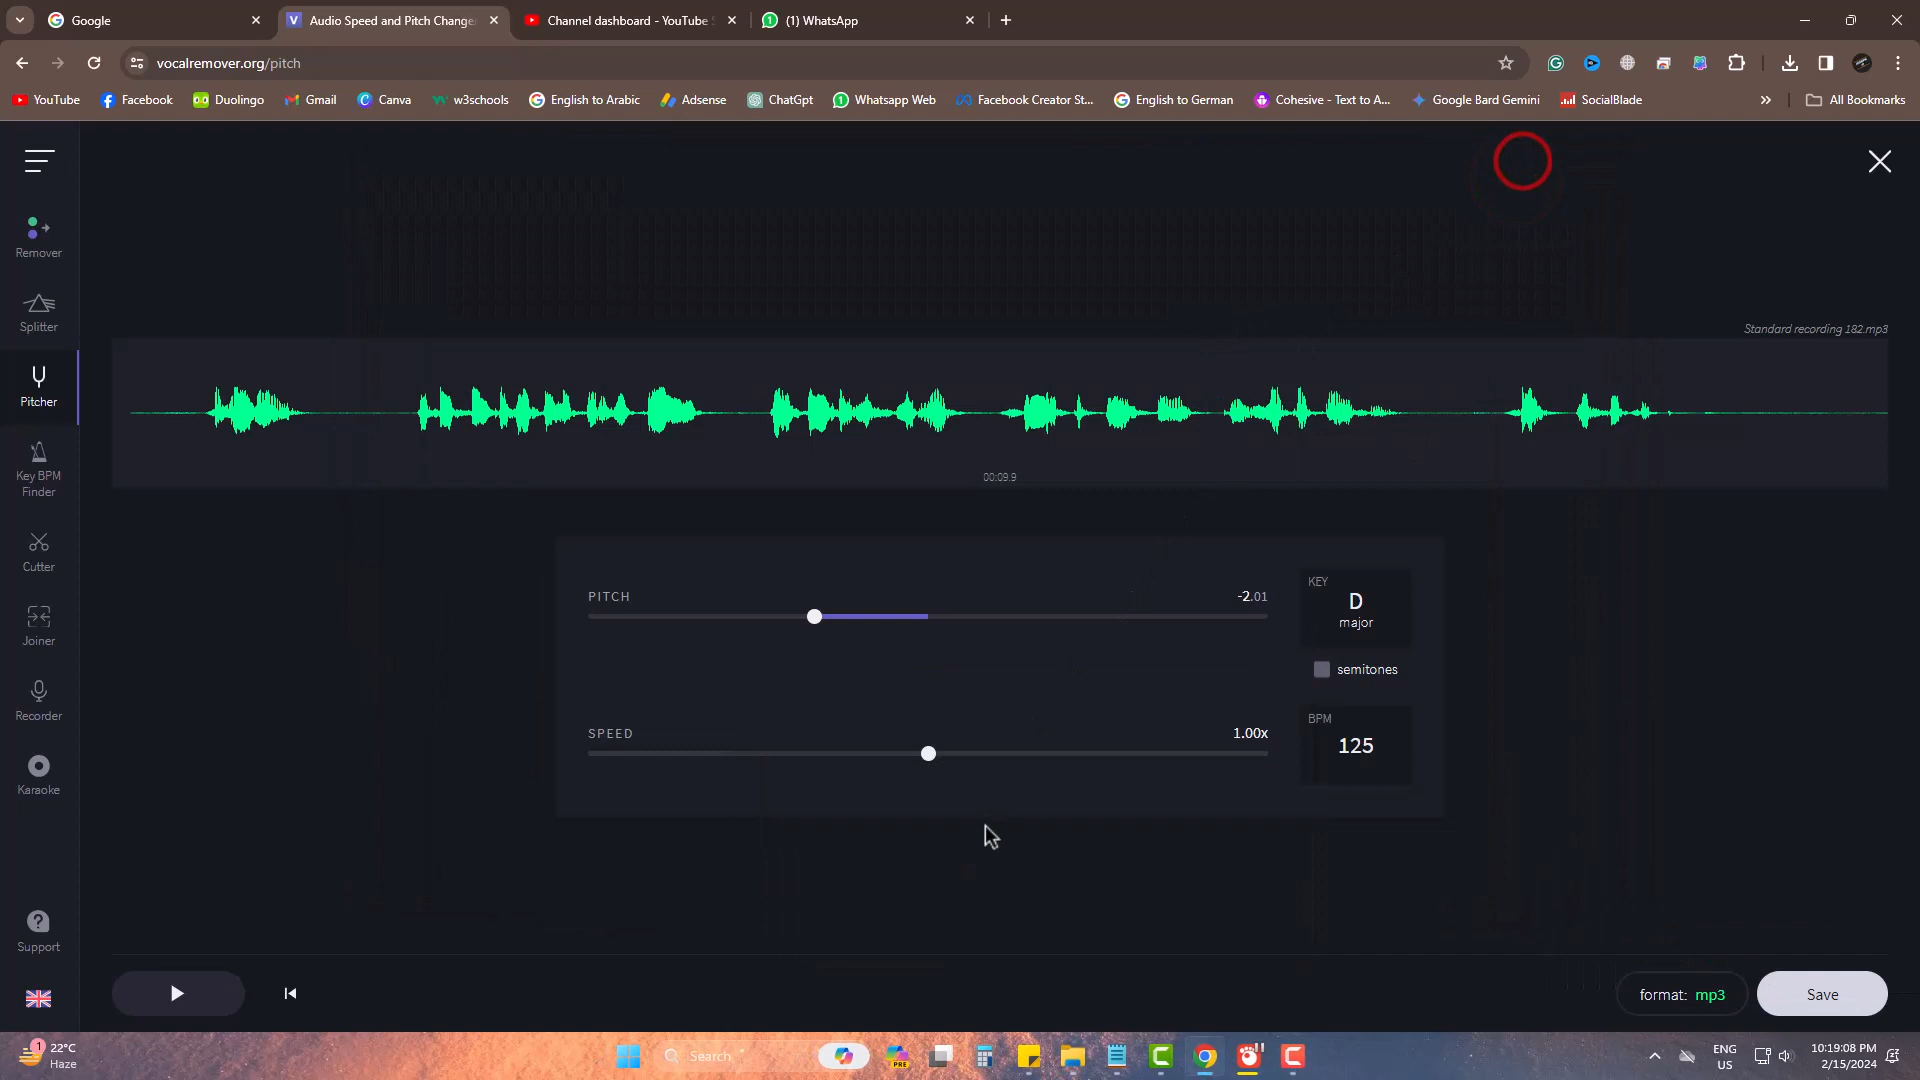 Google
Audio Speed and Pitch Change
Channel dashboard - YouTube S
(1) WhatsApp
vocalremover.org/pitch
YouTube
Facebook
Duolingo
Gmail
Canva
w3schools
English to Arabic
Adsense
ChatGPT
Whatsapp Web
Facebook Creator St...
English to German
Cohesive - Text to A...
Google Bard Gemini
SocialBlade
All Bookmarks
Remover
Splitter
Pitcher
Key BPM
Finder
Cutter
Joiner
Recorder
Karaoke
Support
Standard recording 182.mp3
00:09.9
PITCH
-2.01
KEY
D
major
semitones
SPEED
1.00x
BPM
125
format: mp3
Save
1
22°C
Haze
Search
PRE
ENG
US
10:19:08 PM
2/15/2024